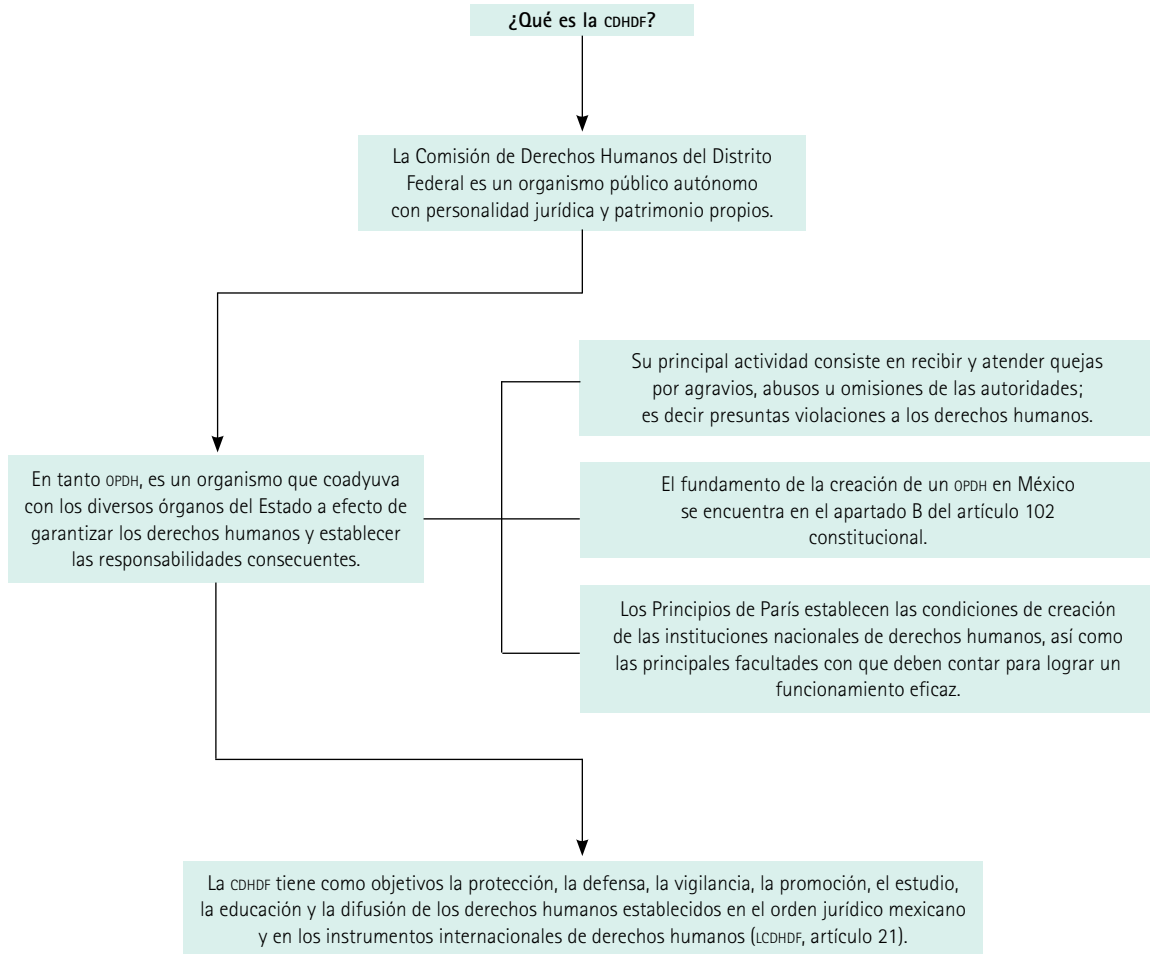 ¿Qué es la CDHDF?
La Comisión de Derechos Humanos del Distrito
Federal es un organismo público autónomo
con personalidad jurídica y patrimonio propios.
Su principal actividad consiste en recibir y atender quejas
por agravios, abusos u omisiones de las autoridades;
es decir presuntas violaciones a los derechos humanos.
En tanto OPDH, es un organismo que coadyuva
con los diversos órganos del Estado a efecto de
garantizar los derechos humanos y establecer
las responsabilidades consecuentes.
El fundamento de la creación de un OPDH en México
se encuentra en el apartado B del artículo 102
constitucional.
Los Principios de París establecen las condiciones de creación
de las instituciones nacionales de derechos humanos, así como
las principales facultades con que deben contar para lograr un
funcionamiento eficaz.
La CDHDF tiene como objetivos la protección, la defensa, la vigilancia, la promoción, el estudio,
la educación y la difusión de los derechos humanos establecidos en el orden jurídico mexicano
y en los instrumentos internacionales de derechos humanos (LCDHDF, artículo 21).